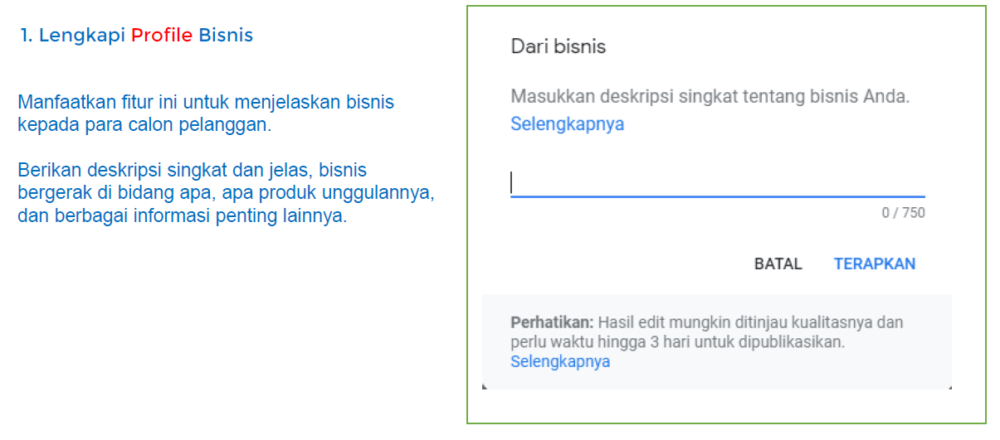 1. Lengkapi Profile Bisnis
Manfaatkan fitur ini untuk menjelaskan bisnis
kepada para calon pelanggan.
Berikan deskripsi singkat dan jelas, bisnis
bergerak di bidang apa, apa produk unggulannya,
dan berbagai informasi penting lainnya.
Dari bisnis
Masukkan deskripsi singkat tentang bisnis Anda.
Selengkapnya
0 / 750
BATAL TERAPKAN
Perhatikan: Hasil edit mungkin ditinjau kualitasnya dan
perlu waktu hingga 3 hari untuk dipublikasikan.
Selengkapnya